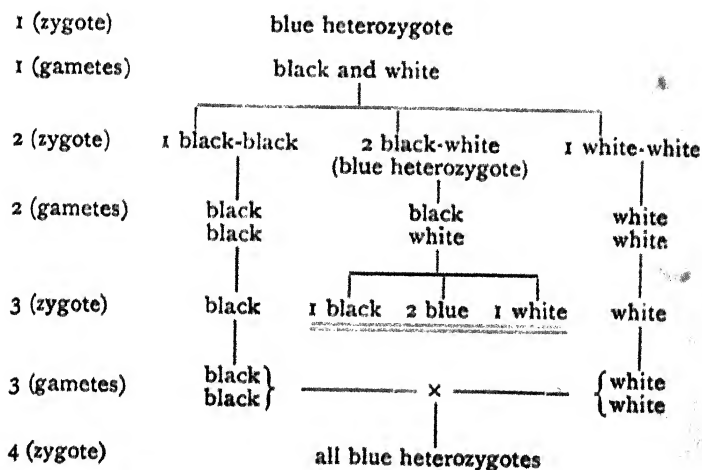 1 (zygote) blue heterozygote
1 (gametes) black and white
2 (zygote) 1 black-black 2 black-white 1 white-white
(blue heterozygote)
2 (gametes) black black white
black white white
3 (zygote) black 1 black 2 blue 1 white white
3 (gametes) black} × {white
black} {white
4 (zygote) all blue heterozygotes